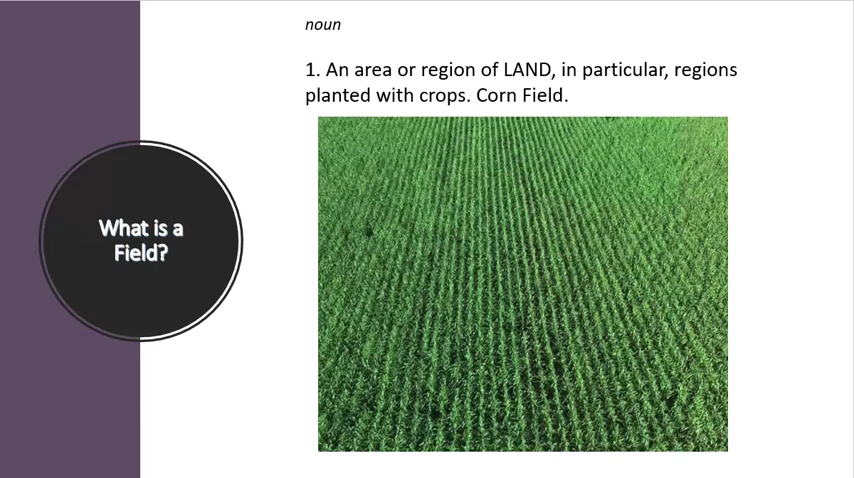 noun
1. An area or region of LAND, in particular, regions
planted with crops. Corn Field.
What is a
Field?